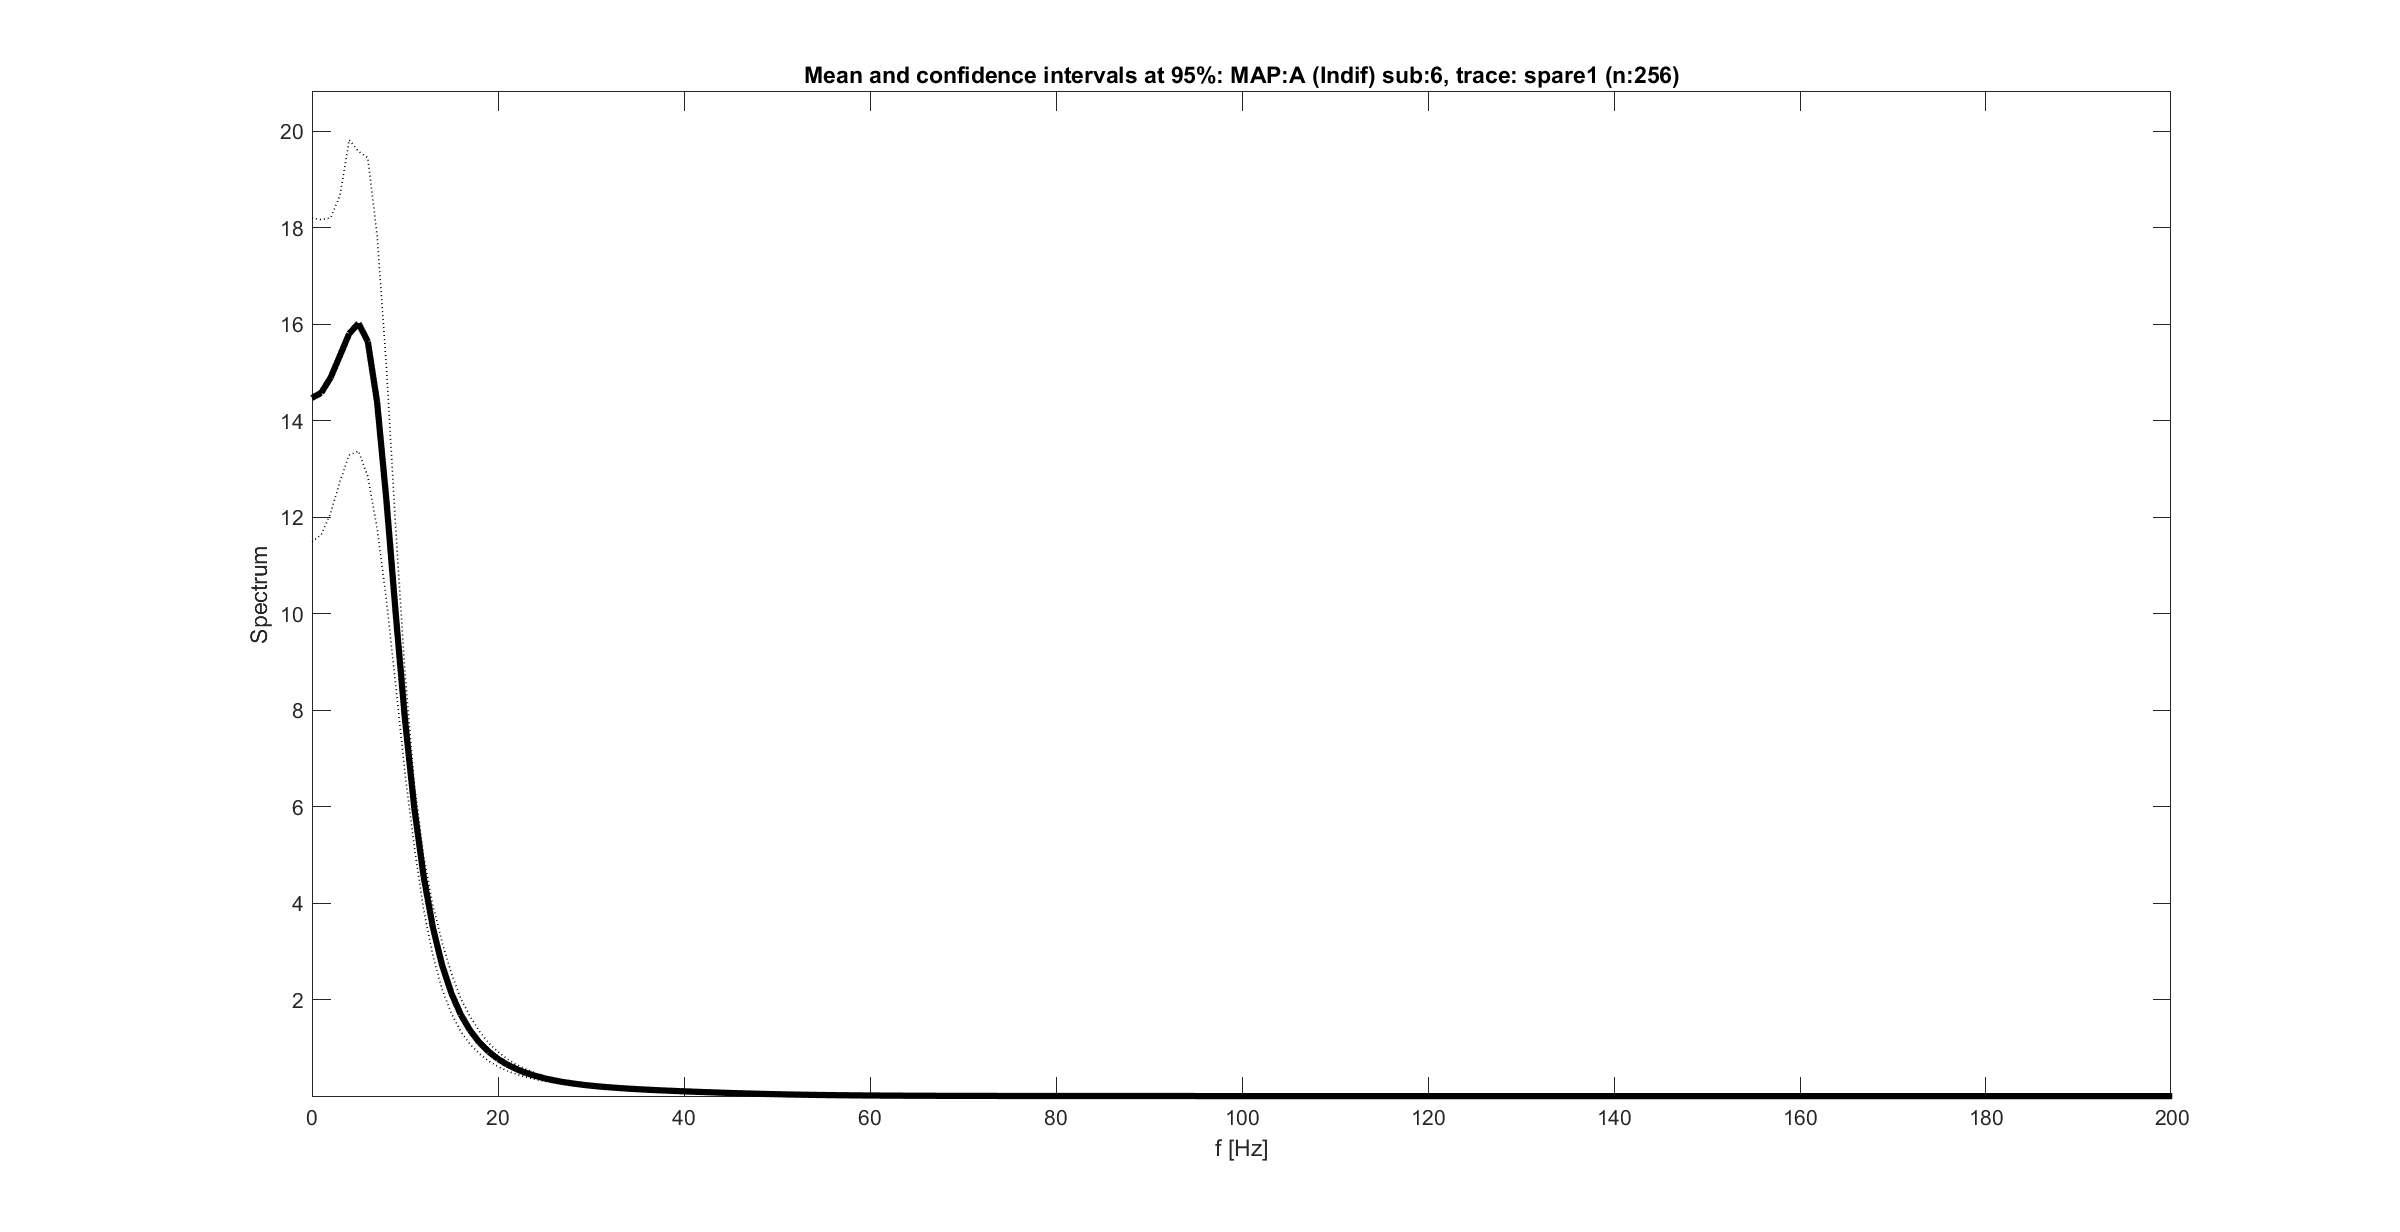 Mean and confidence intervals at 95%: MAP:A (Indif) sub:6, trace: spare1 (n:256)
20
18
16
14
12
10
8
6
4
2
Spectrum
0 20 40 60 80 100 120 140 160 180 200
f [Hz]